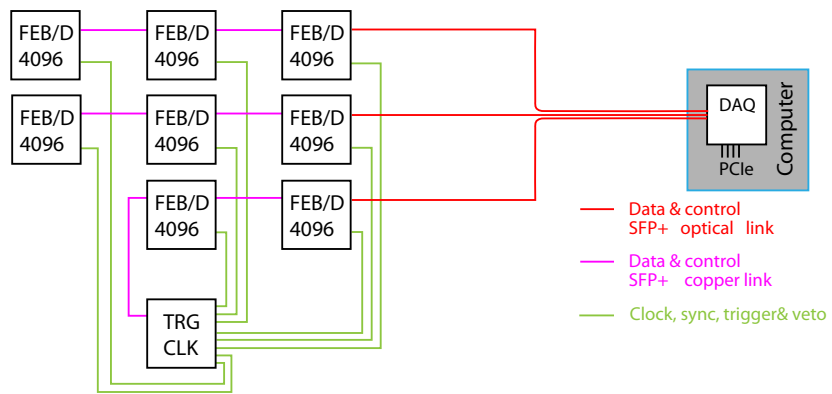 FEB/D
4096
FEB/D
4096
FEB/D
4096
FEB/D
4096
FEB/D
4096
FEB/D
4096
FEB/D
4096
FEB/D
4096
TRG
CLK
DAQ
PCIe
Computer
Data & control
SFP+ optical link
Data & control
SFP+ copper link
Clock, sync, trigger& veto